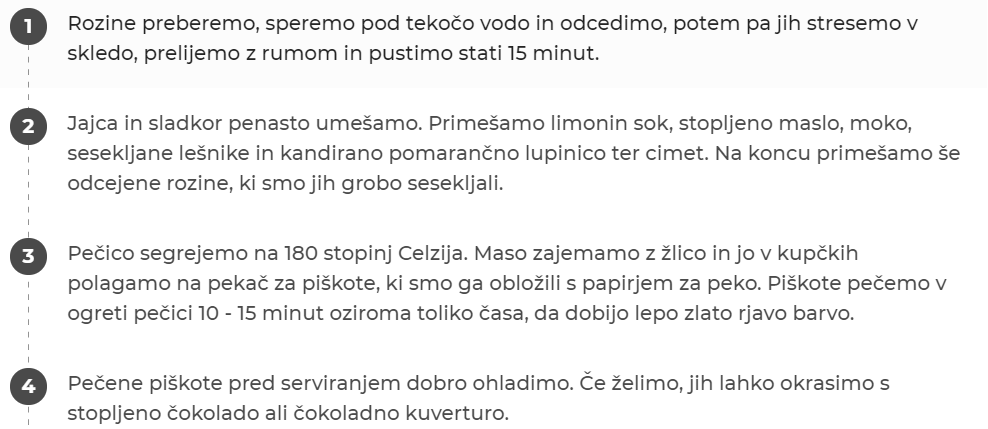 1
Rozine preberemo, speremo pod tekočo vodo in odcedimo, potem pa jih stresemo v
skledo, prelijemo z rumom in pustimo stati 15 minut.
2
Jajca in sladkor penasto umešamo. Primešamo limonin sok, stopljeno maslo, moko,
sesekljane lešnike in kandirano pomarančno lupinico ter cimet. Na koncu primešamo še
odcejene rozine, ki smo jih grobo sesekljali.
3
Pečico segrejemo na 180 stopinj Celzija. Maso zajemamo z žlico in jo v kupčkih
polagamo na pekač za piškote, ki smo ga obložili s papirjem za peko. Piškote pečemo v
ogreti pečici 10 - 15 minut oziroma toliko časa, da dobijo lepo zlato rjavo barvo.
4
Pečene piškote pred serviranjem dobro ohladimo. Če želimo, jih lahko okrasimo s
stopljeno čokolado ali čokoladno kuverturo.